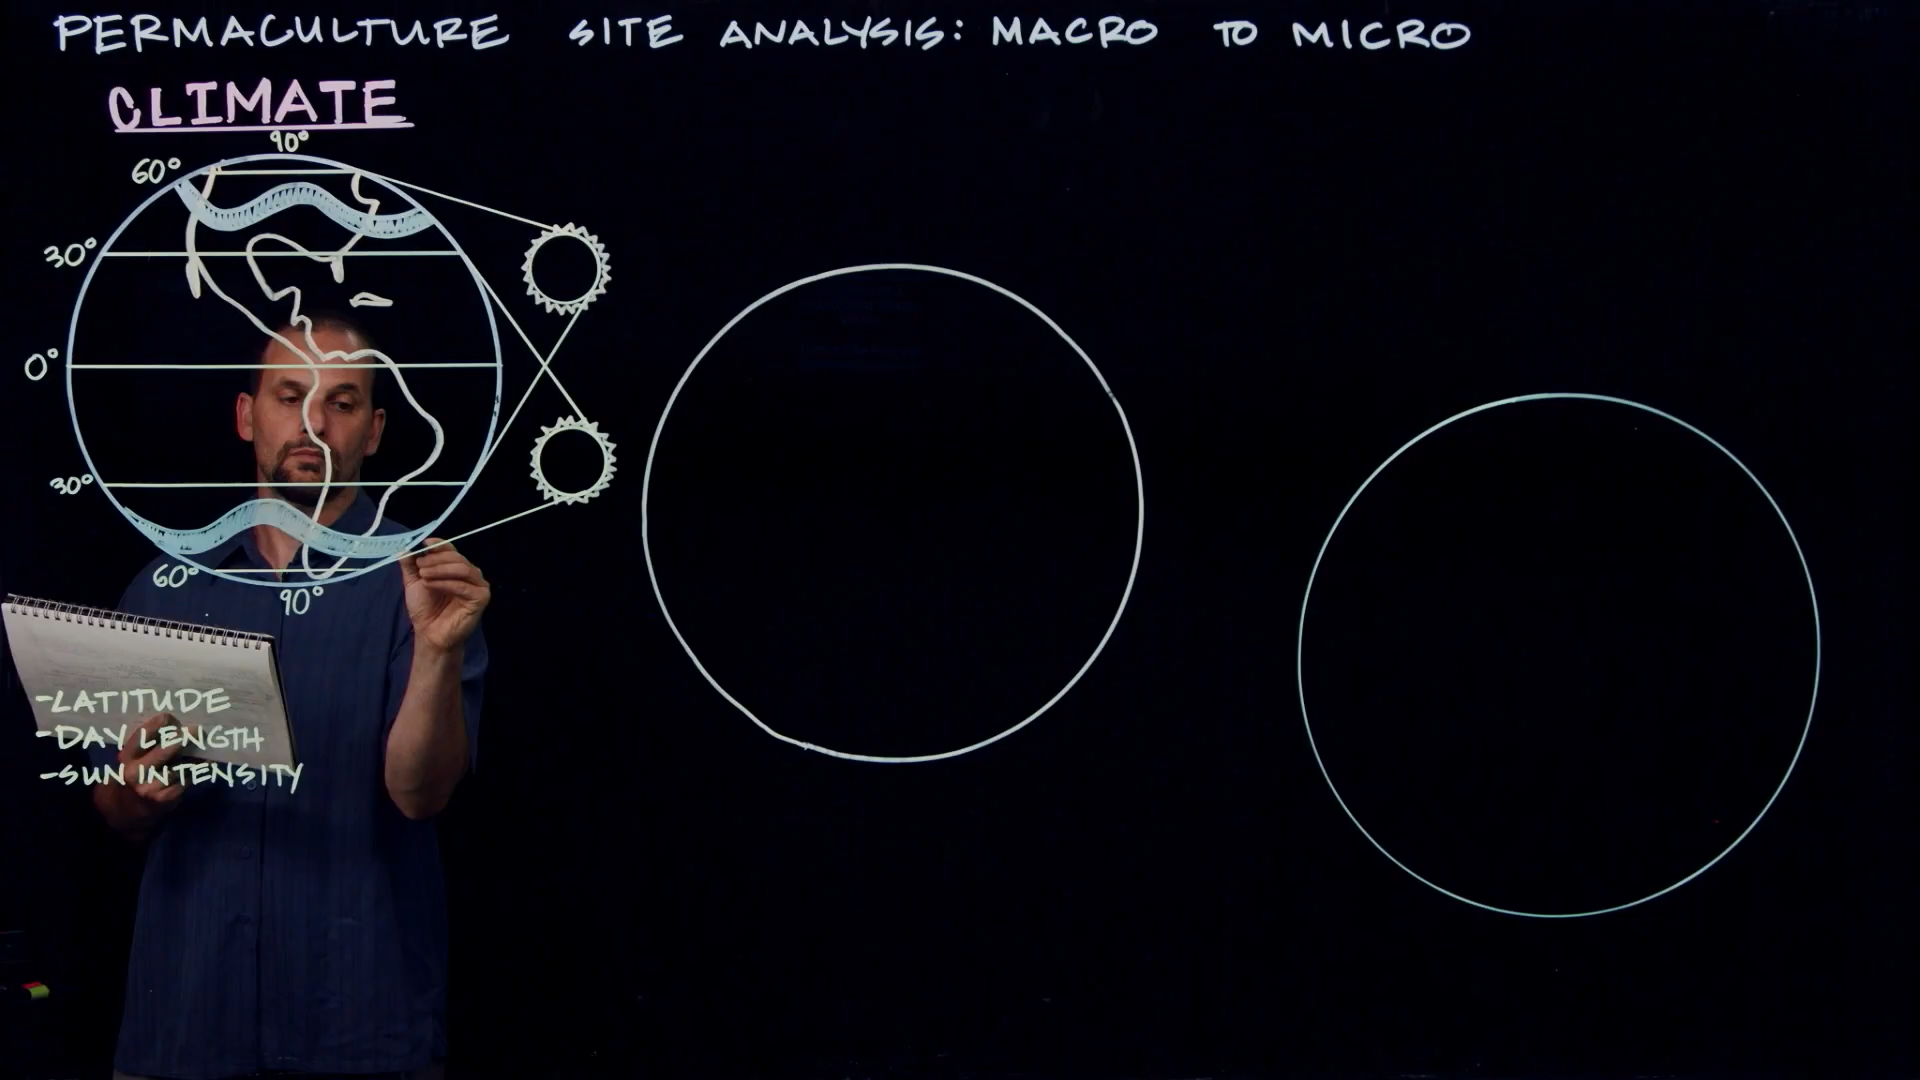 PERMACULTURE SITE ANALYSIS: MACRO TO MICRO
CLIMATE
90°
60°
30°
0°
30°
60°
90°
-LATITUDE
-DAY LENGTH
-SUN INTENSITY